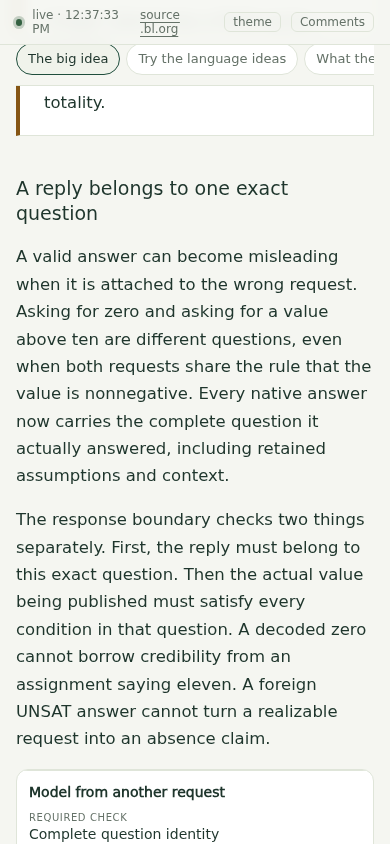 live · 12:37:33 PM
source.bl.org
theme
Comments
The big idea
Try the language ideas
What the
totality.
A reply belongs to one exact
question
A valid answer can become misleading
when it is attached to the wrong request.
Asking for zero and asking for a value
above ten are different questions, even
when both requests share the rule that the
value is nonnegative. Every native answer
now carries the complete question it
actually answered, including retained
assumptions and context.
The response boundary checks two things
separately. First, the reply must belong to
this exact question. Then the actual value
being published must satisfy every
condition in that question. A decoded zero
cannot borrow credibility from an
assignment saying eleven. A foreign
UNSAT answer cannot turn a realizable
request into an absence claim.
Model from another request
REQUIRED CHECK
Complete question identity